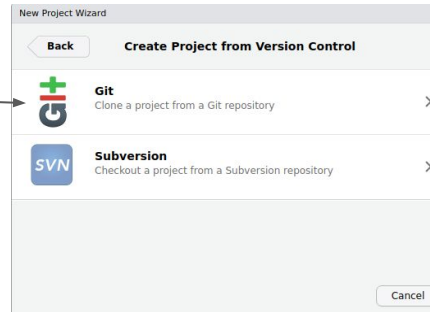 New Project Wizard
Back
Create Project from Version Control
Git
Git
Clone a project from a Git repository
SVN
Subversion
Checkout a project from a Subversion repository
Cancel